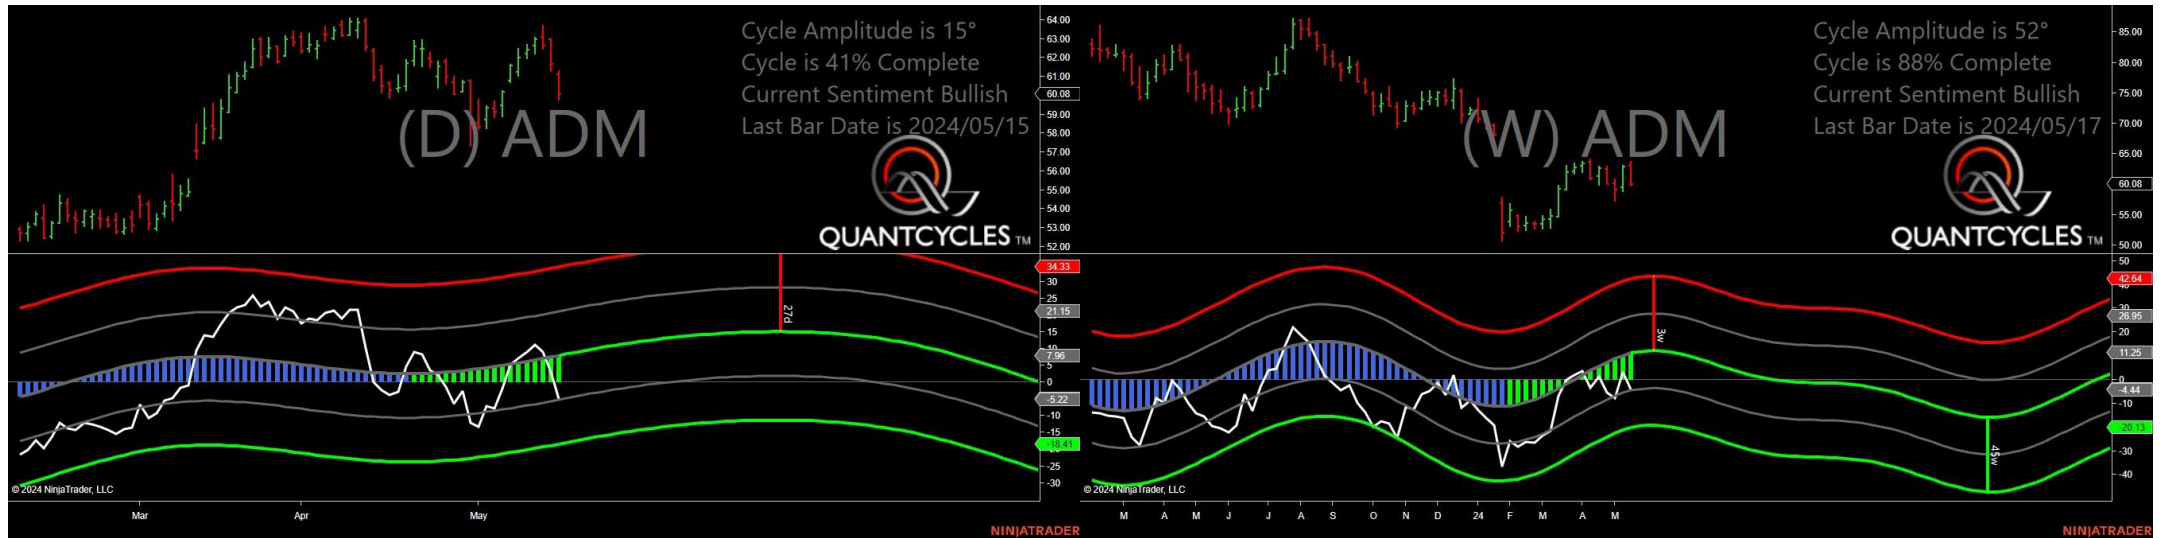 Cycle Amplitude is 15°
Cycle is 41% Complete
Current Sentiment Bullish
Last Bar Date is 2024/05/15
(D) ADM
QUANTCYCLES TM
64.00
62.00
61.00
60.08
59.00
58.00
57.00
56.00
55.00
54.00
53.00
52.00
34.33
30
25
21.15
15
10
7.96
5
0
-5.22
-10
-15
-18.41
-25
-30
27d
© 2024 NinjaTrader, LLC
Mar
Apr
May
NINJATRADER
Cycle Amplitude is 52°
Cycle is 88% Complete
Current Sentiment Bullish
Last Bar Date is 2024/05/17
(W) ADM
QUANTCYCLES TM
85.00
80.00
75.00
70.00
65.00
60.08
55.00
50.00
50
42.64
40
30
26.95
20
11.25
0
-4.44
-10
-20.13
-30
-40
3w
45w
© 2024 NinjaTrader, LLC
M A M J J A S O N D 24 F M A M
NINJATRADER